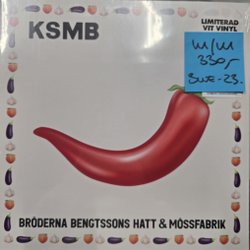 KSMB
LIMITERAD
VIT VINYL
M/M
330,-
Swe-23.
BRÖDERNA BENGTSSONS HATT & MÖSSFABRIK